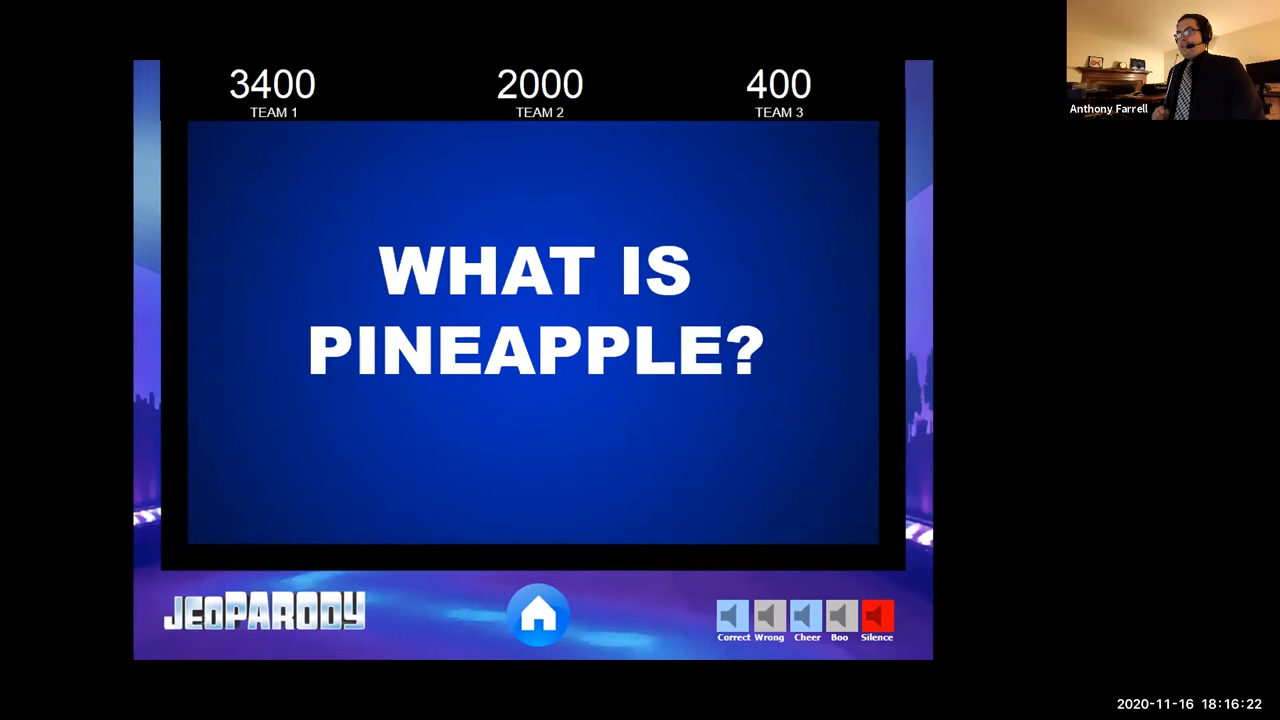 3400 2000 400
TEAM 1 TEAM 2 TEAM 3
Anthony Farrell
WHAT IS
PINEAPPLE?
JEOPARODY
Correct Wrong Cheer Boo Silence
2020-11-16 18:16:22